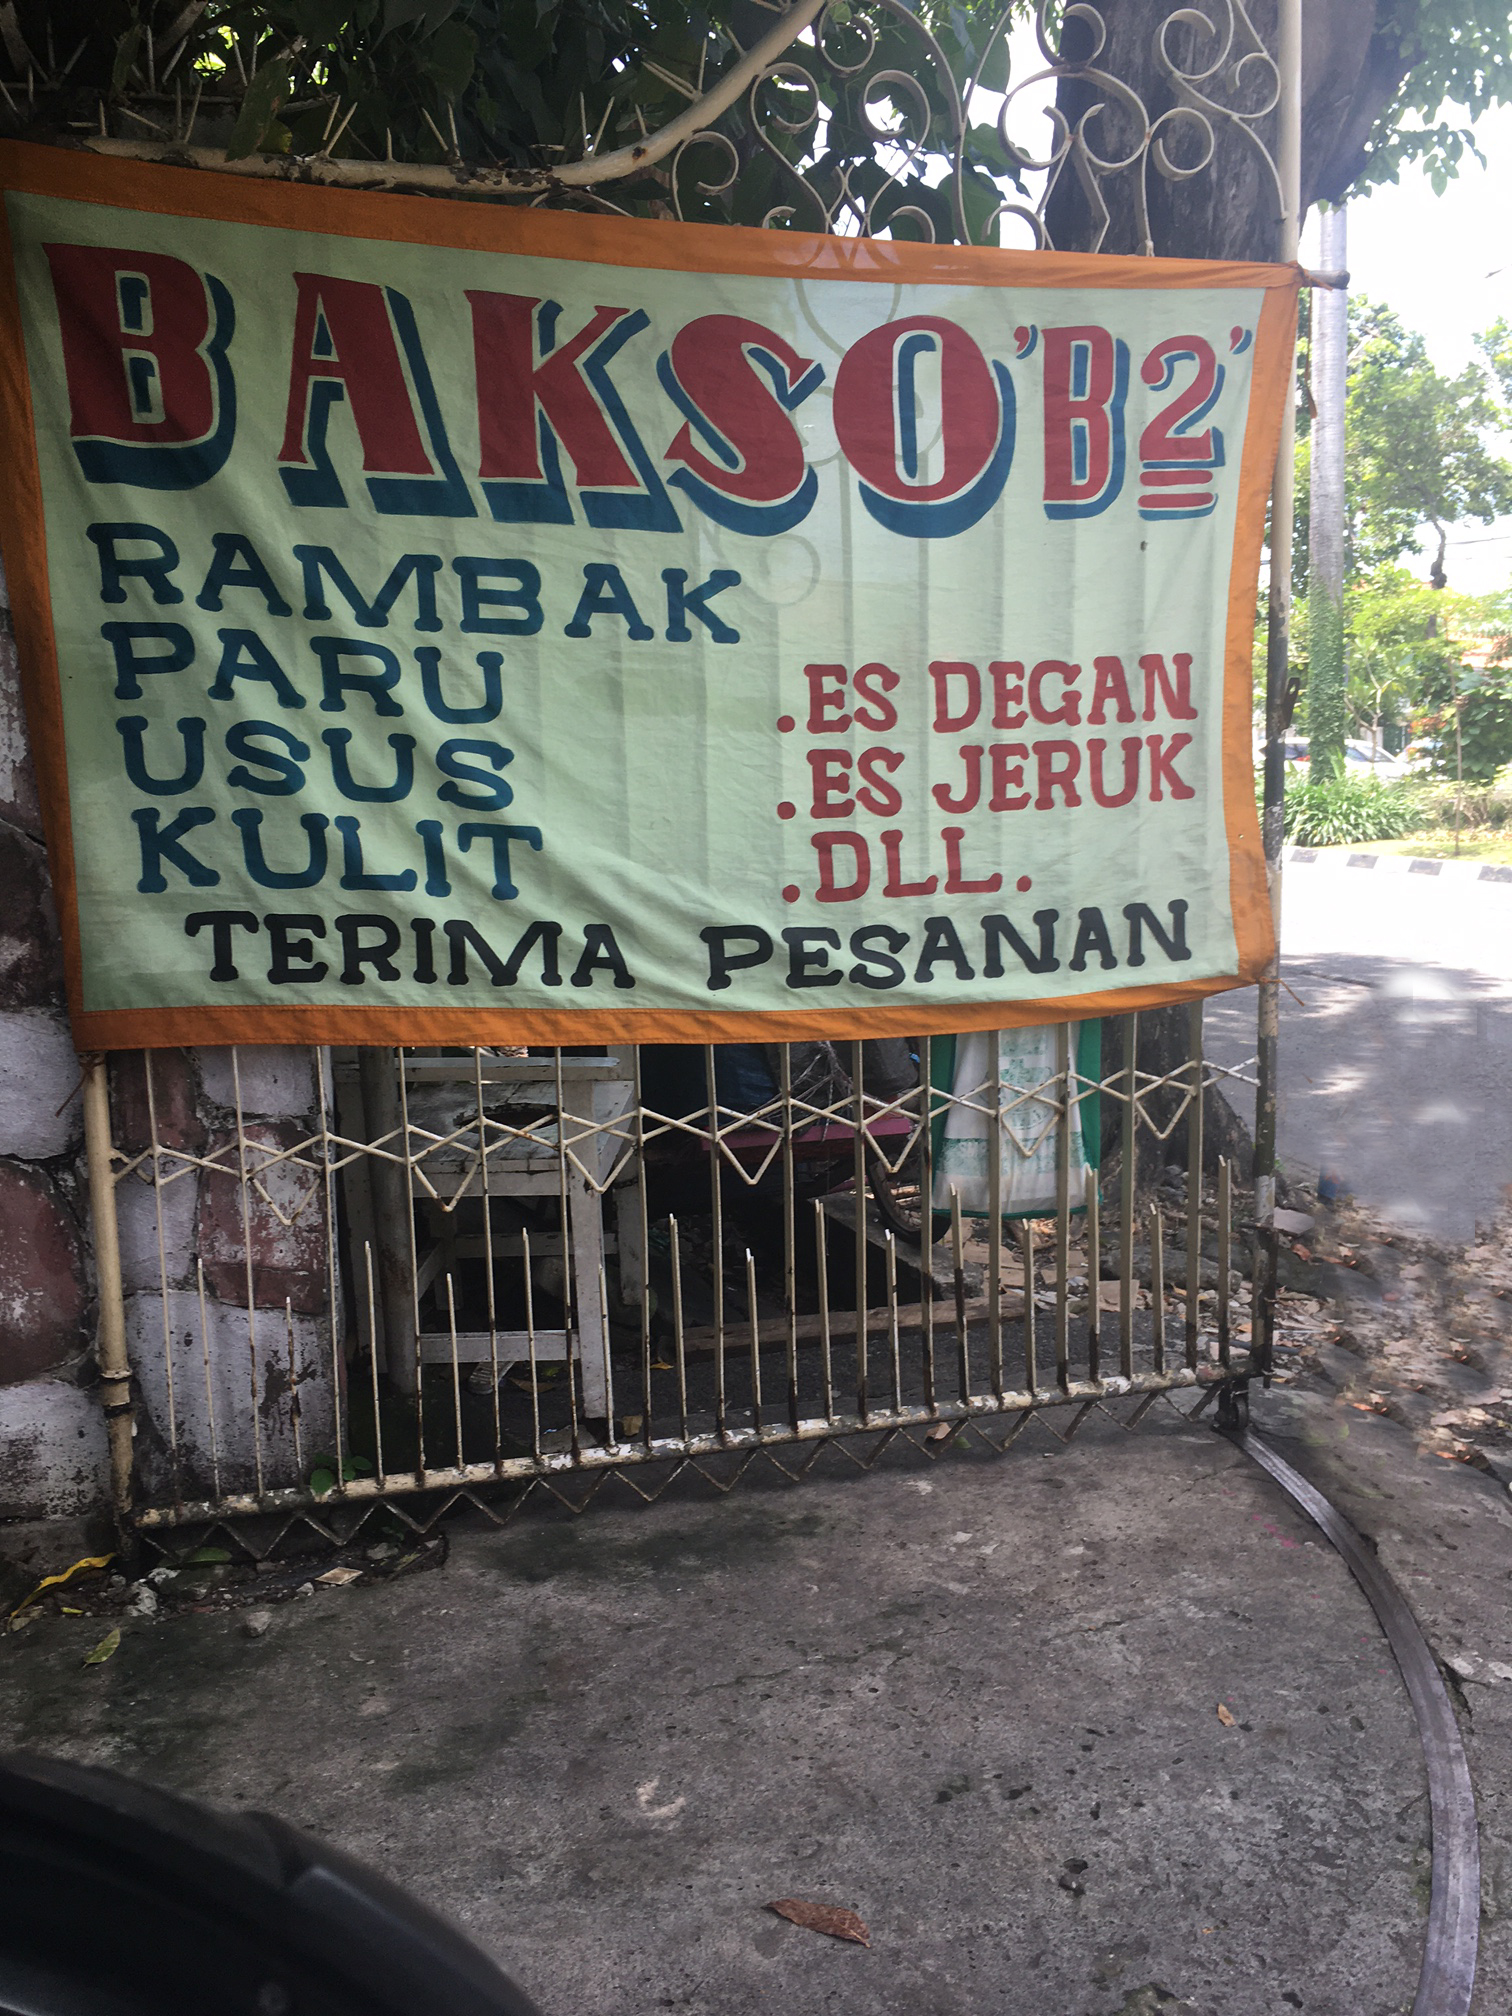 BAKSO 'B2'
RAMBAK
PARU
USUS
KULIT
.ES DEGAN
.ES JERUK
.DLL.
TERIMA PESANAN